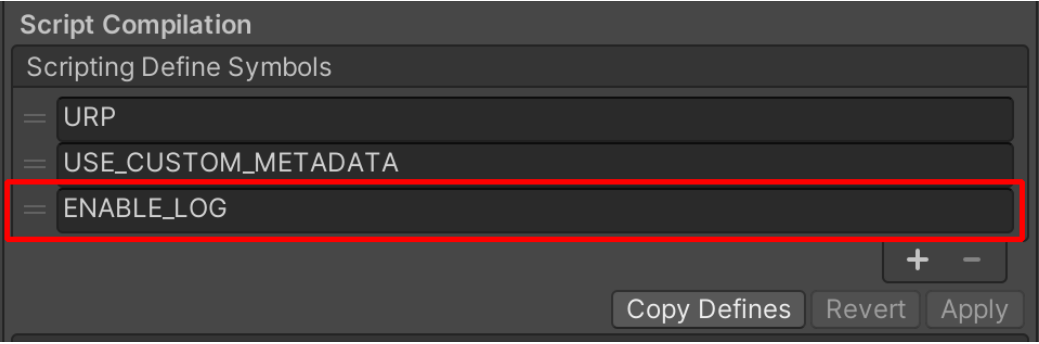 Script Compilation
Scripting Define Symbols
URP
USE_CUSTOM_METADATA
ENABLE_LOG
Copy Defines Revert Apply